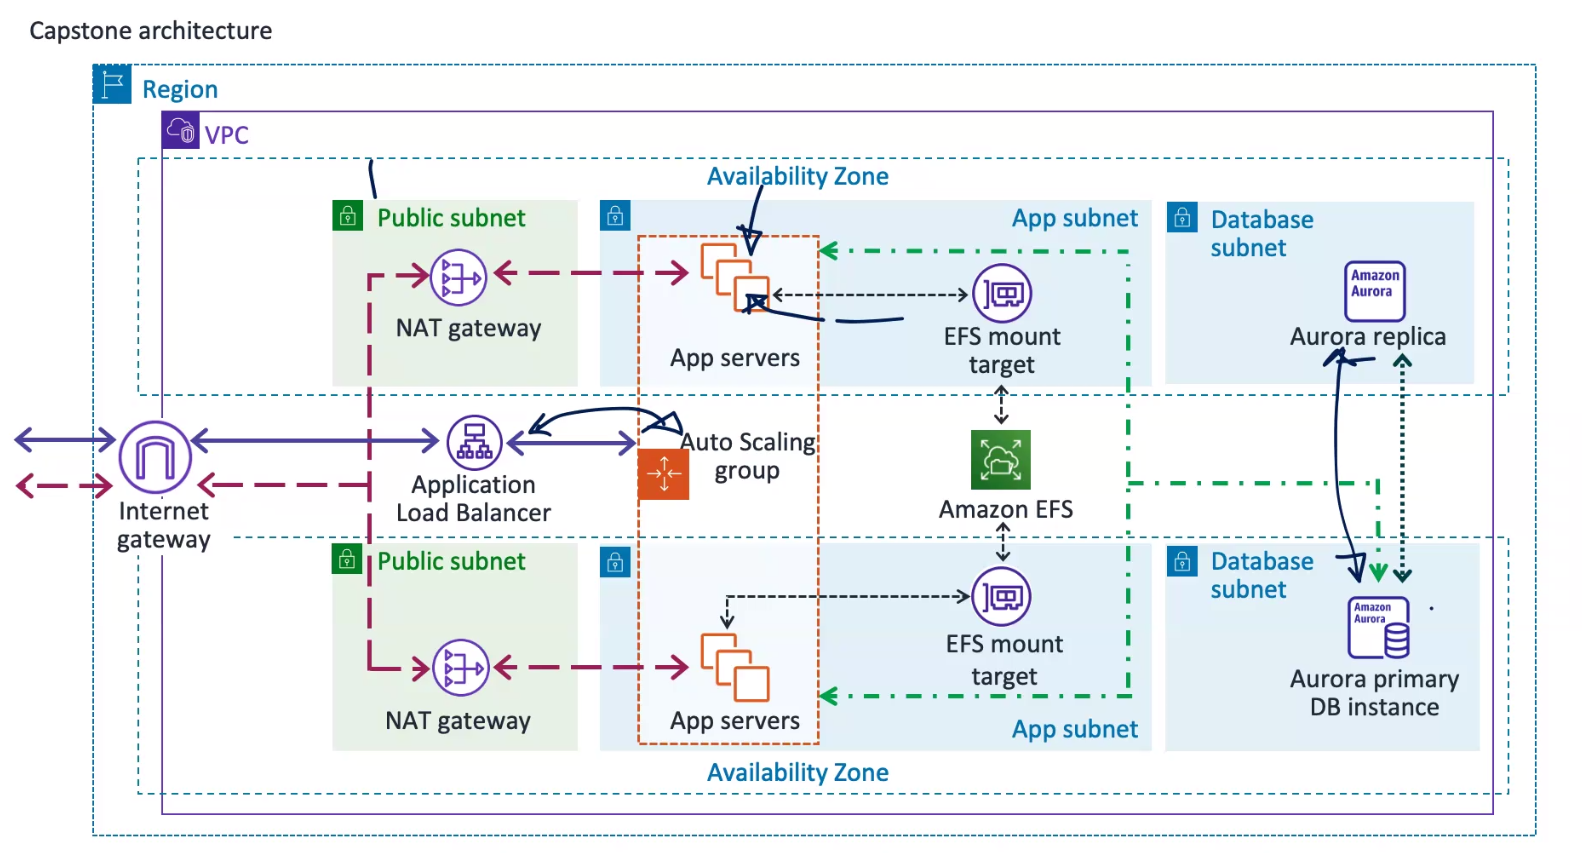 Capstone architecture
Region
VPC
Availability Zone
Public subnet
App subnet
Database
subnet
NAT gateway
App servers
EFS mount
target
Amazon
Aurora
Aurora replica
Internet
gateway
Application
Load Balancer
Auto Scaling
group
Amazon EFS
Public subnet
Database
subnet
NAT gateway
App servers
EFS mount
target
App subnet
Amazon
Aurora
Aurora primary
DB instance
Availability Zone